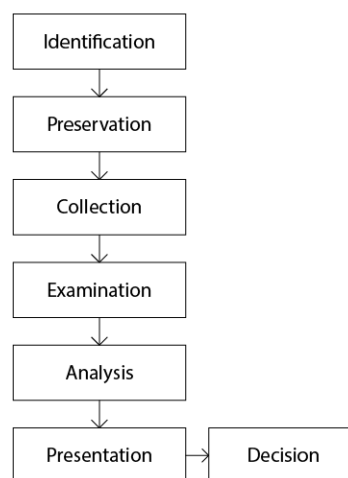 Identification
Preservation
Collection
Examination
Analysis
Presentation
Decision